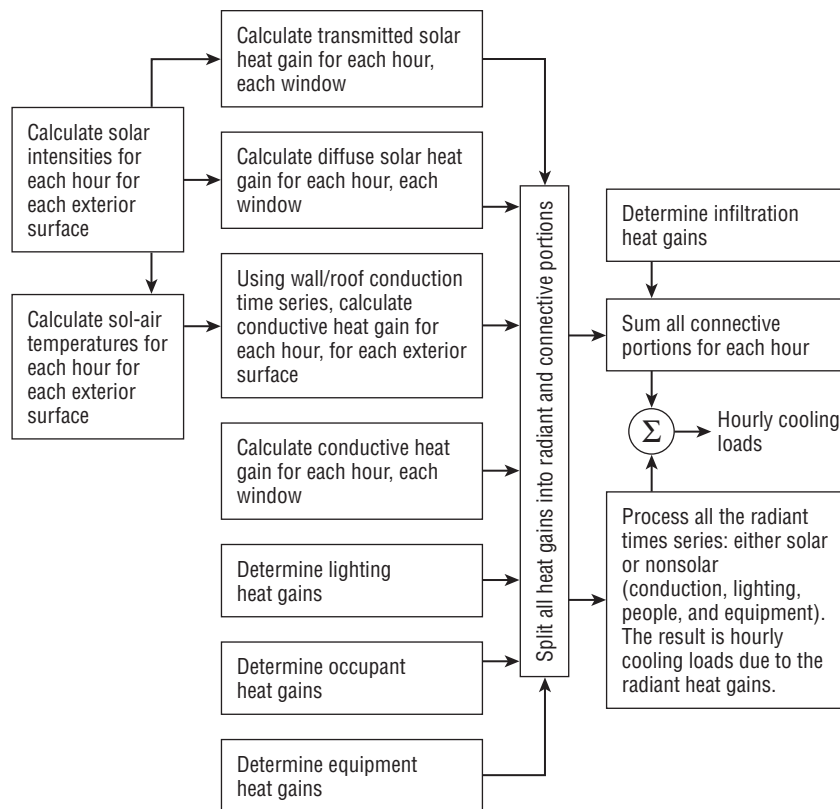 Calculate transmitted solar
heat gain for each hour,
each window
Calculate solar
intensities for
each hour for
each exterior
surface
Calculate diffuse solar heat
gain for each hour, each
window
Calculate sol-air
temperatures for
each hour for
each exterior
surface
Using wall/roof conduction
time series, calculate
conductive heat gain for
each hour, for each exterior
surface
Calculate conductive heat
gain for each hour, each
window
Determine lighting
heat gains
Determine occupant
heat gains
Determine equipment
heat gains
Split all heat gains into radiant and connective portions
Determine infiltration
heat gains
Sum all connective
portions for each hour
Σ
Hourly cooling
loads
Process all the radiant
times series: either solar
or nonsolar
(conduction, lighting,
people, and equipment).
The result is hourly
cooling loads due to the
radiant heat gains.